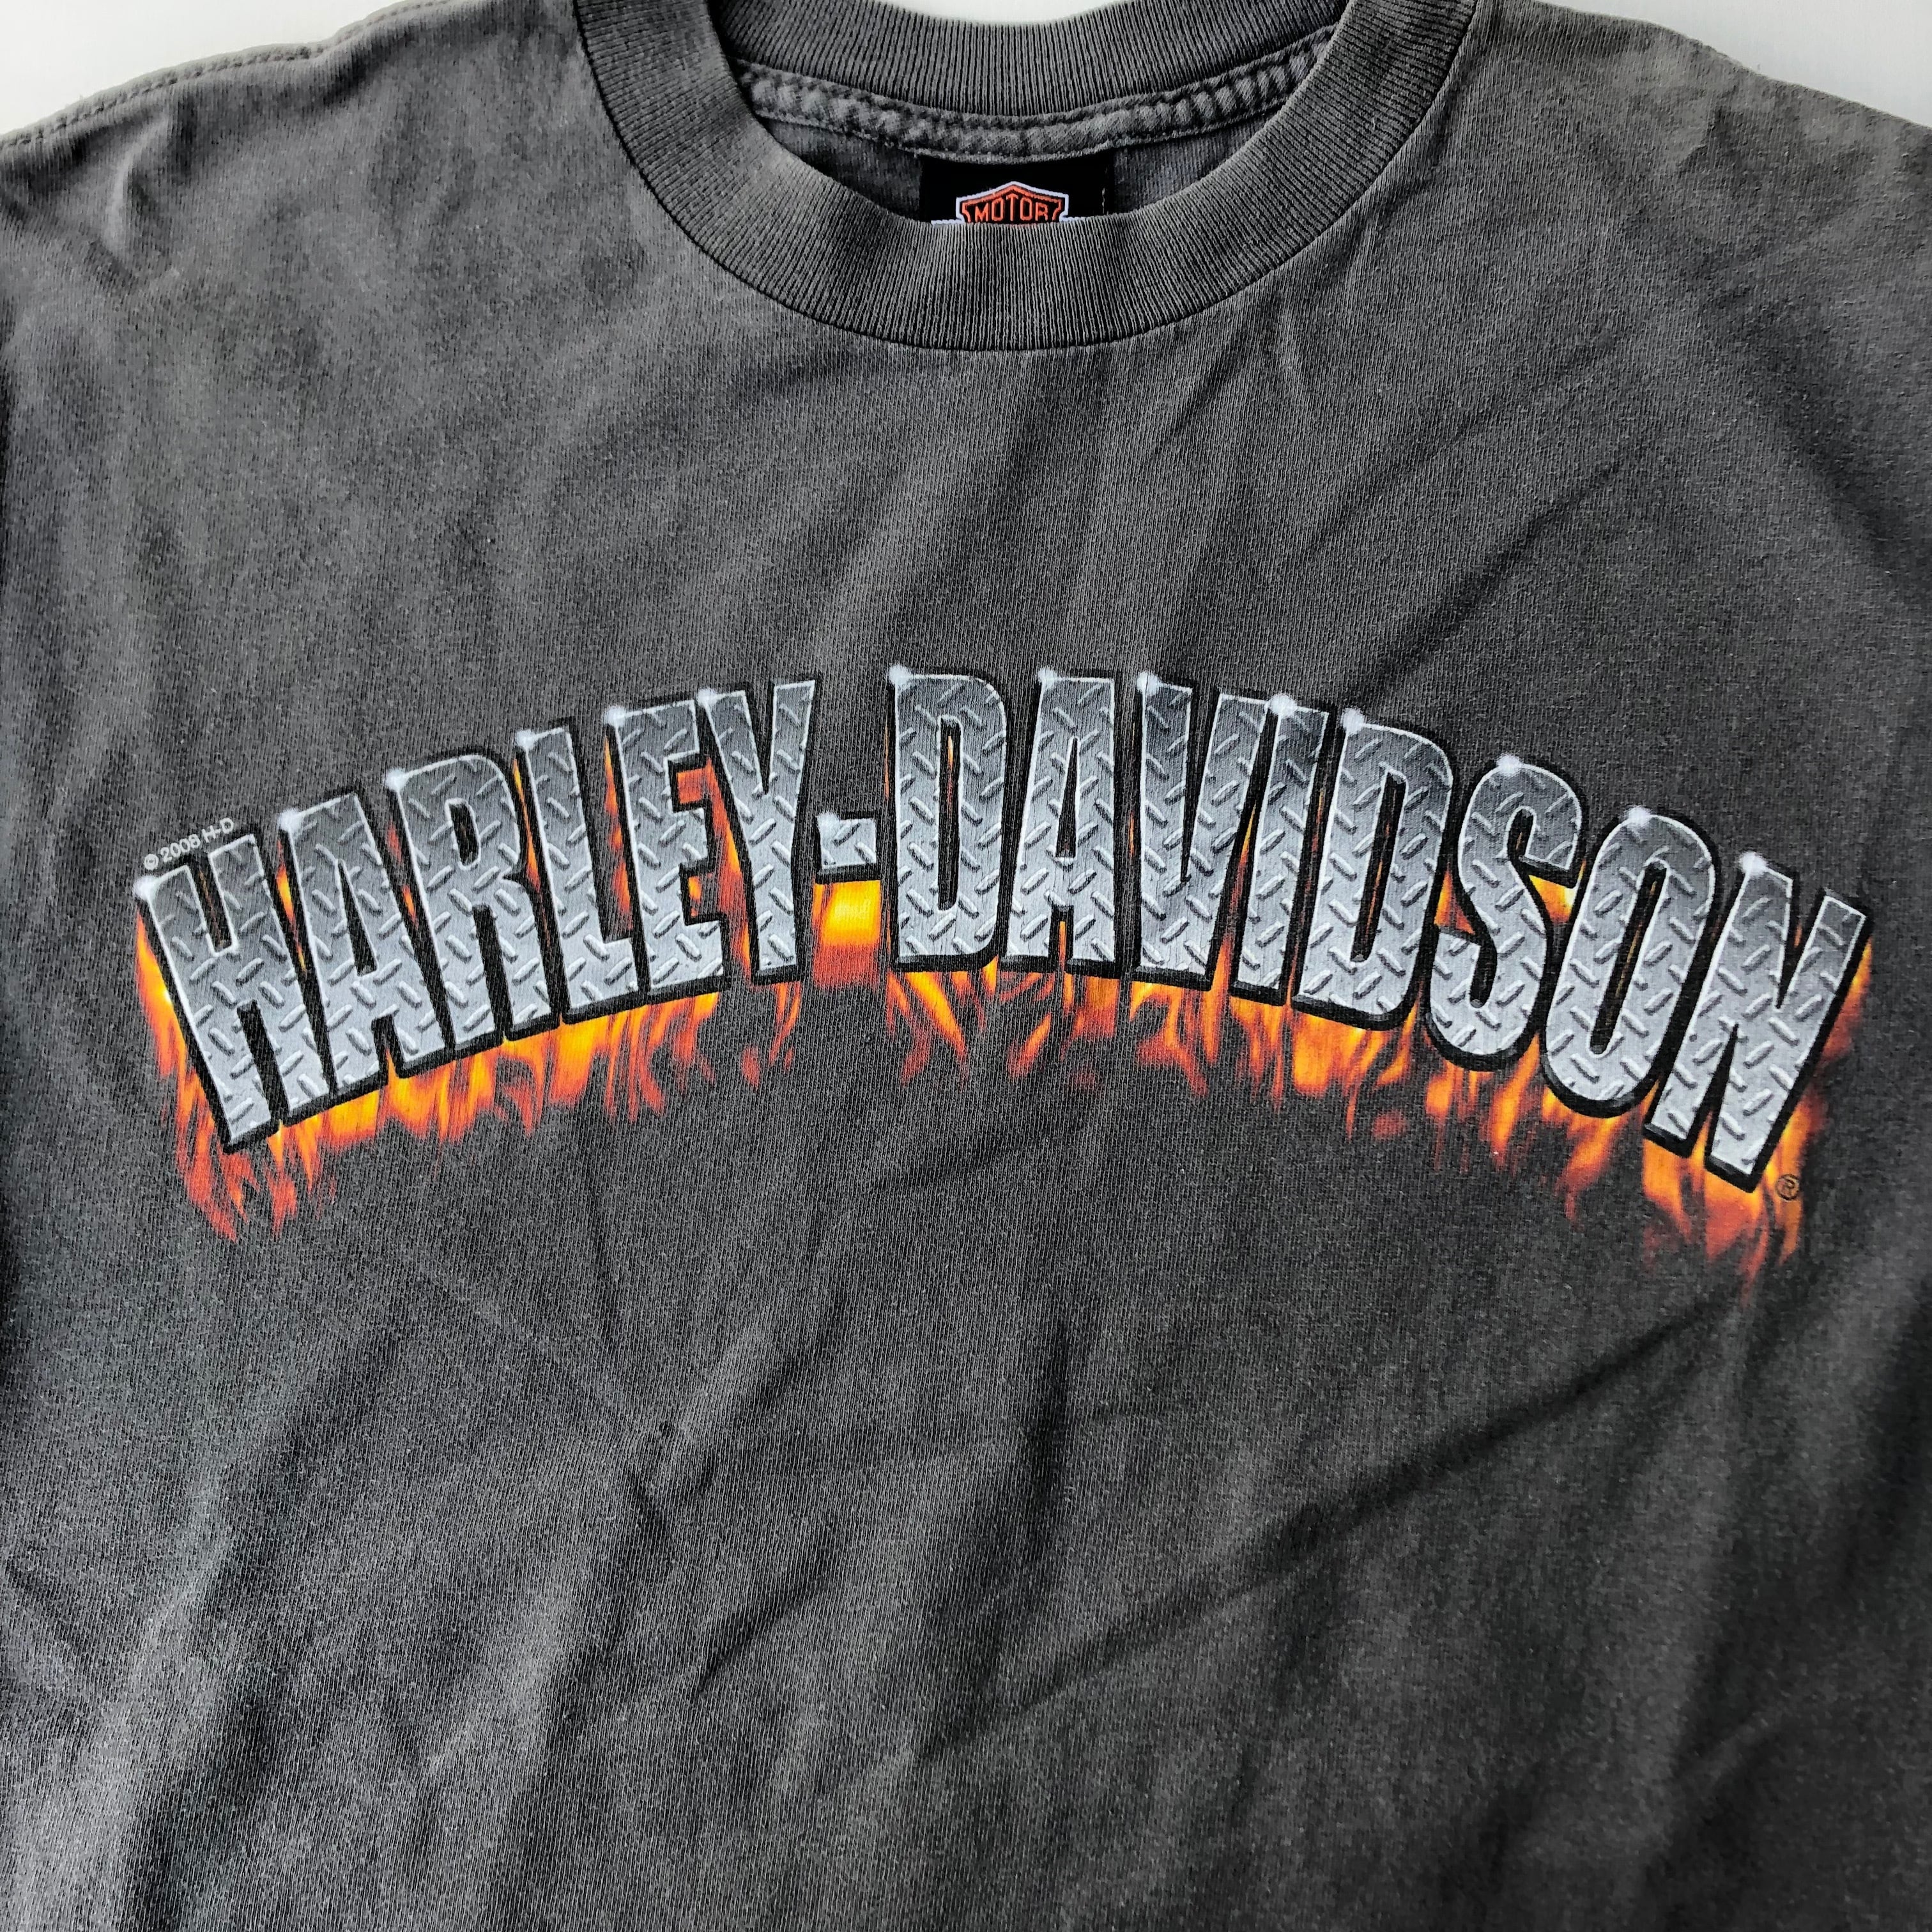 MOTOR
© 2008 H-D
HARLEY-DAVIDSON
®